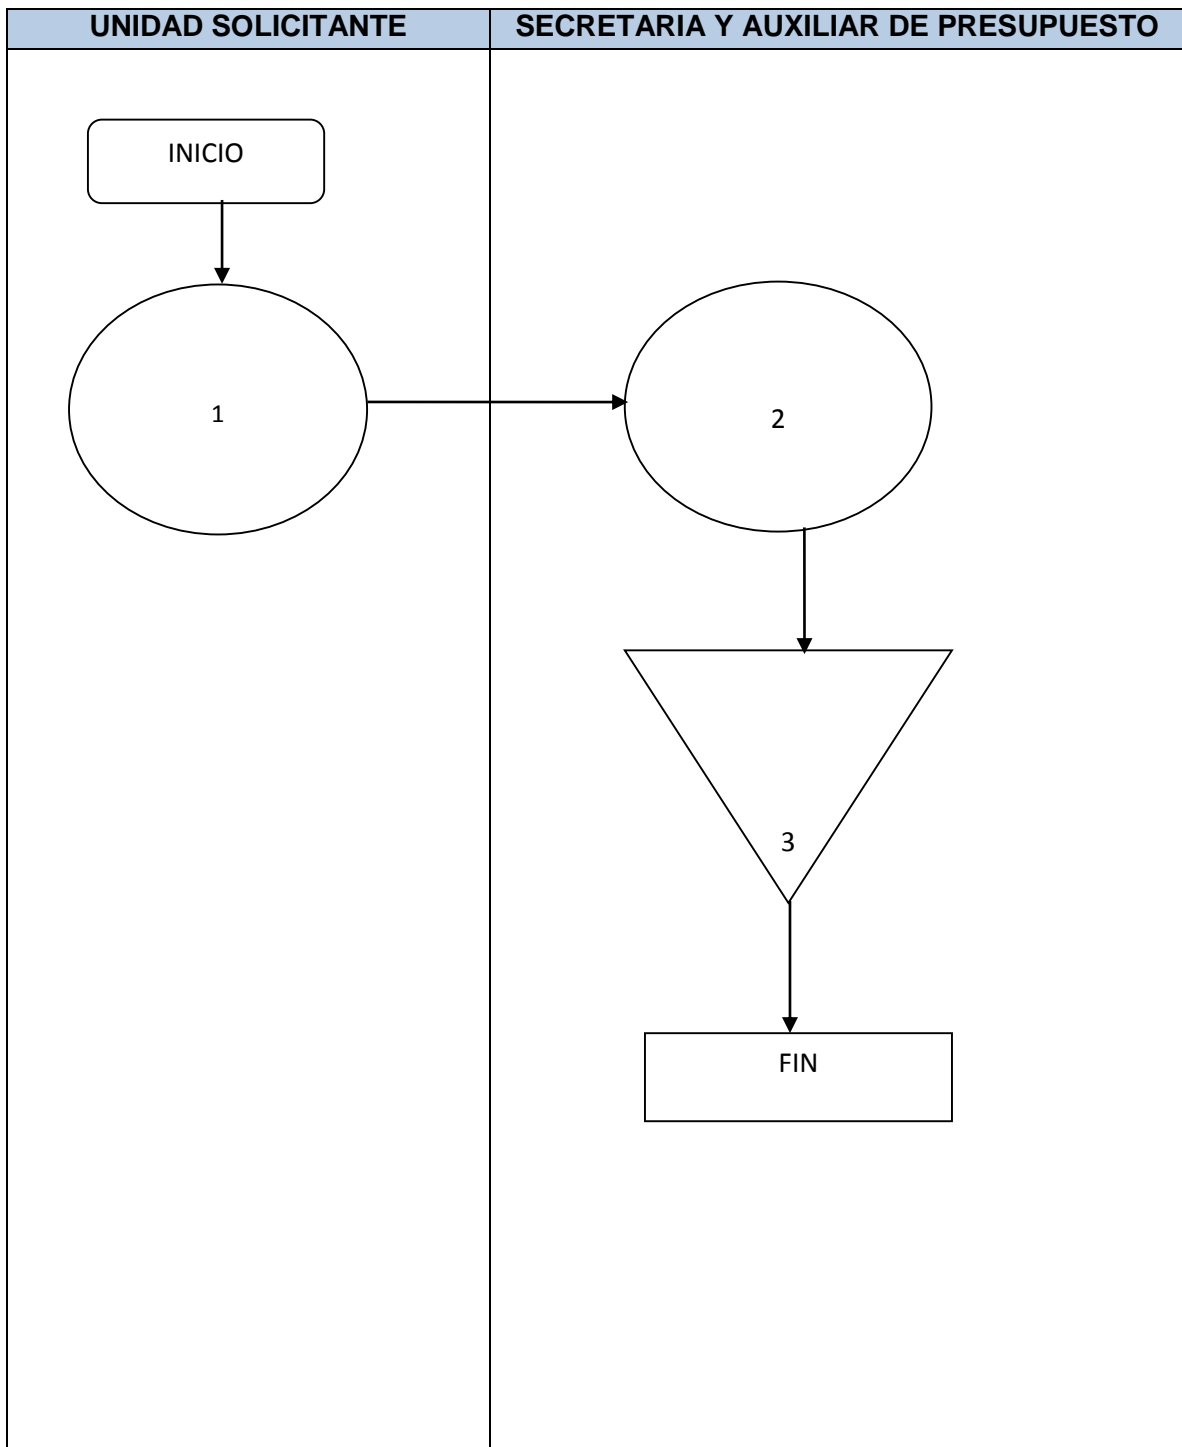 UNIDAD SOLICITANTE
SECRETARIA Y AUXILIAR DE PRESUPUESTO
INICIO
1
2
3
FIN